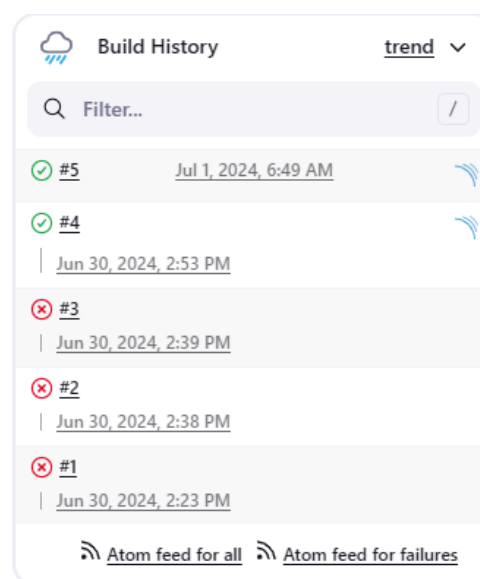 Build History trend
Filter... /
#5 Jul 1, 2024, 6:49 AM
#4
Jun 30, 2024, 2:53 PM
#3
Jun 30, 2024, 2:39 PM
#2
Jun 30, 2024, 2:38 PM
#1
Jun 30, 2024, 2:23 PM
Atom feed for all Atom feed for failures